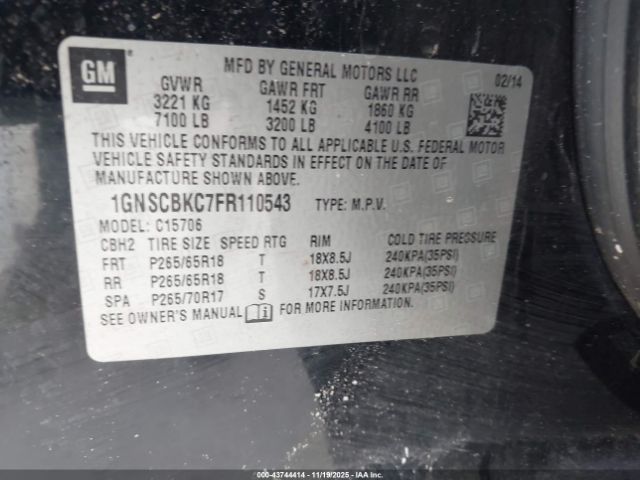 GM
MFD BY GENERAL MOTORS LLC
02/14
GVWR GAWR FRT GAWR RR
3221 KG 1452 KG 1860 KG
7100 LB 3200 LB 4100 LB
THIS VEHICLE CONFORMS TO ALL APPLICABLE U.S. FEDERAL MOTOR
VEHICLE SAFETY STANDARDS IN EFFECT ON THE DATE OF
MANUFACTURE SHOWN ABOVE.
1GNSCBKC7FR110543 TYPE: M.P.V.
MODEL: C15706
CBH2 TIRE SIZE SPEED RTG RIM COLD TIRE PRESSURE
FRT P265/65R18 T 18X8.5J 240KPA(35PSI)
RR P265/65R18 T 18X8.5J 240KPA(35PSI)
SPA P265/70R17 S 17X7.5J 240KPA(35PSI)
SEE OWNER'S MANUAL i FOR MORE INFORMATION.
000-43744414 - 11/19/2025 - IAAI.com